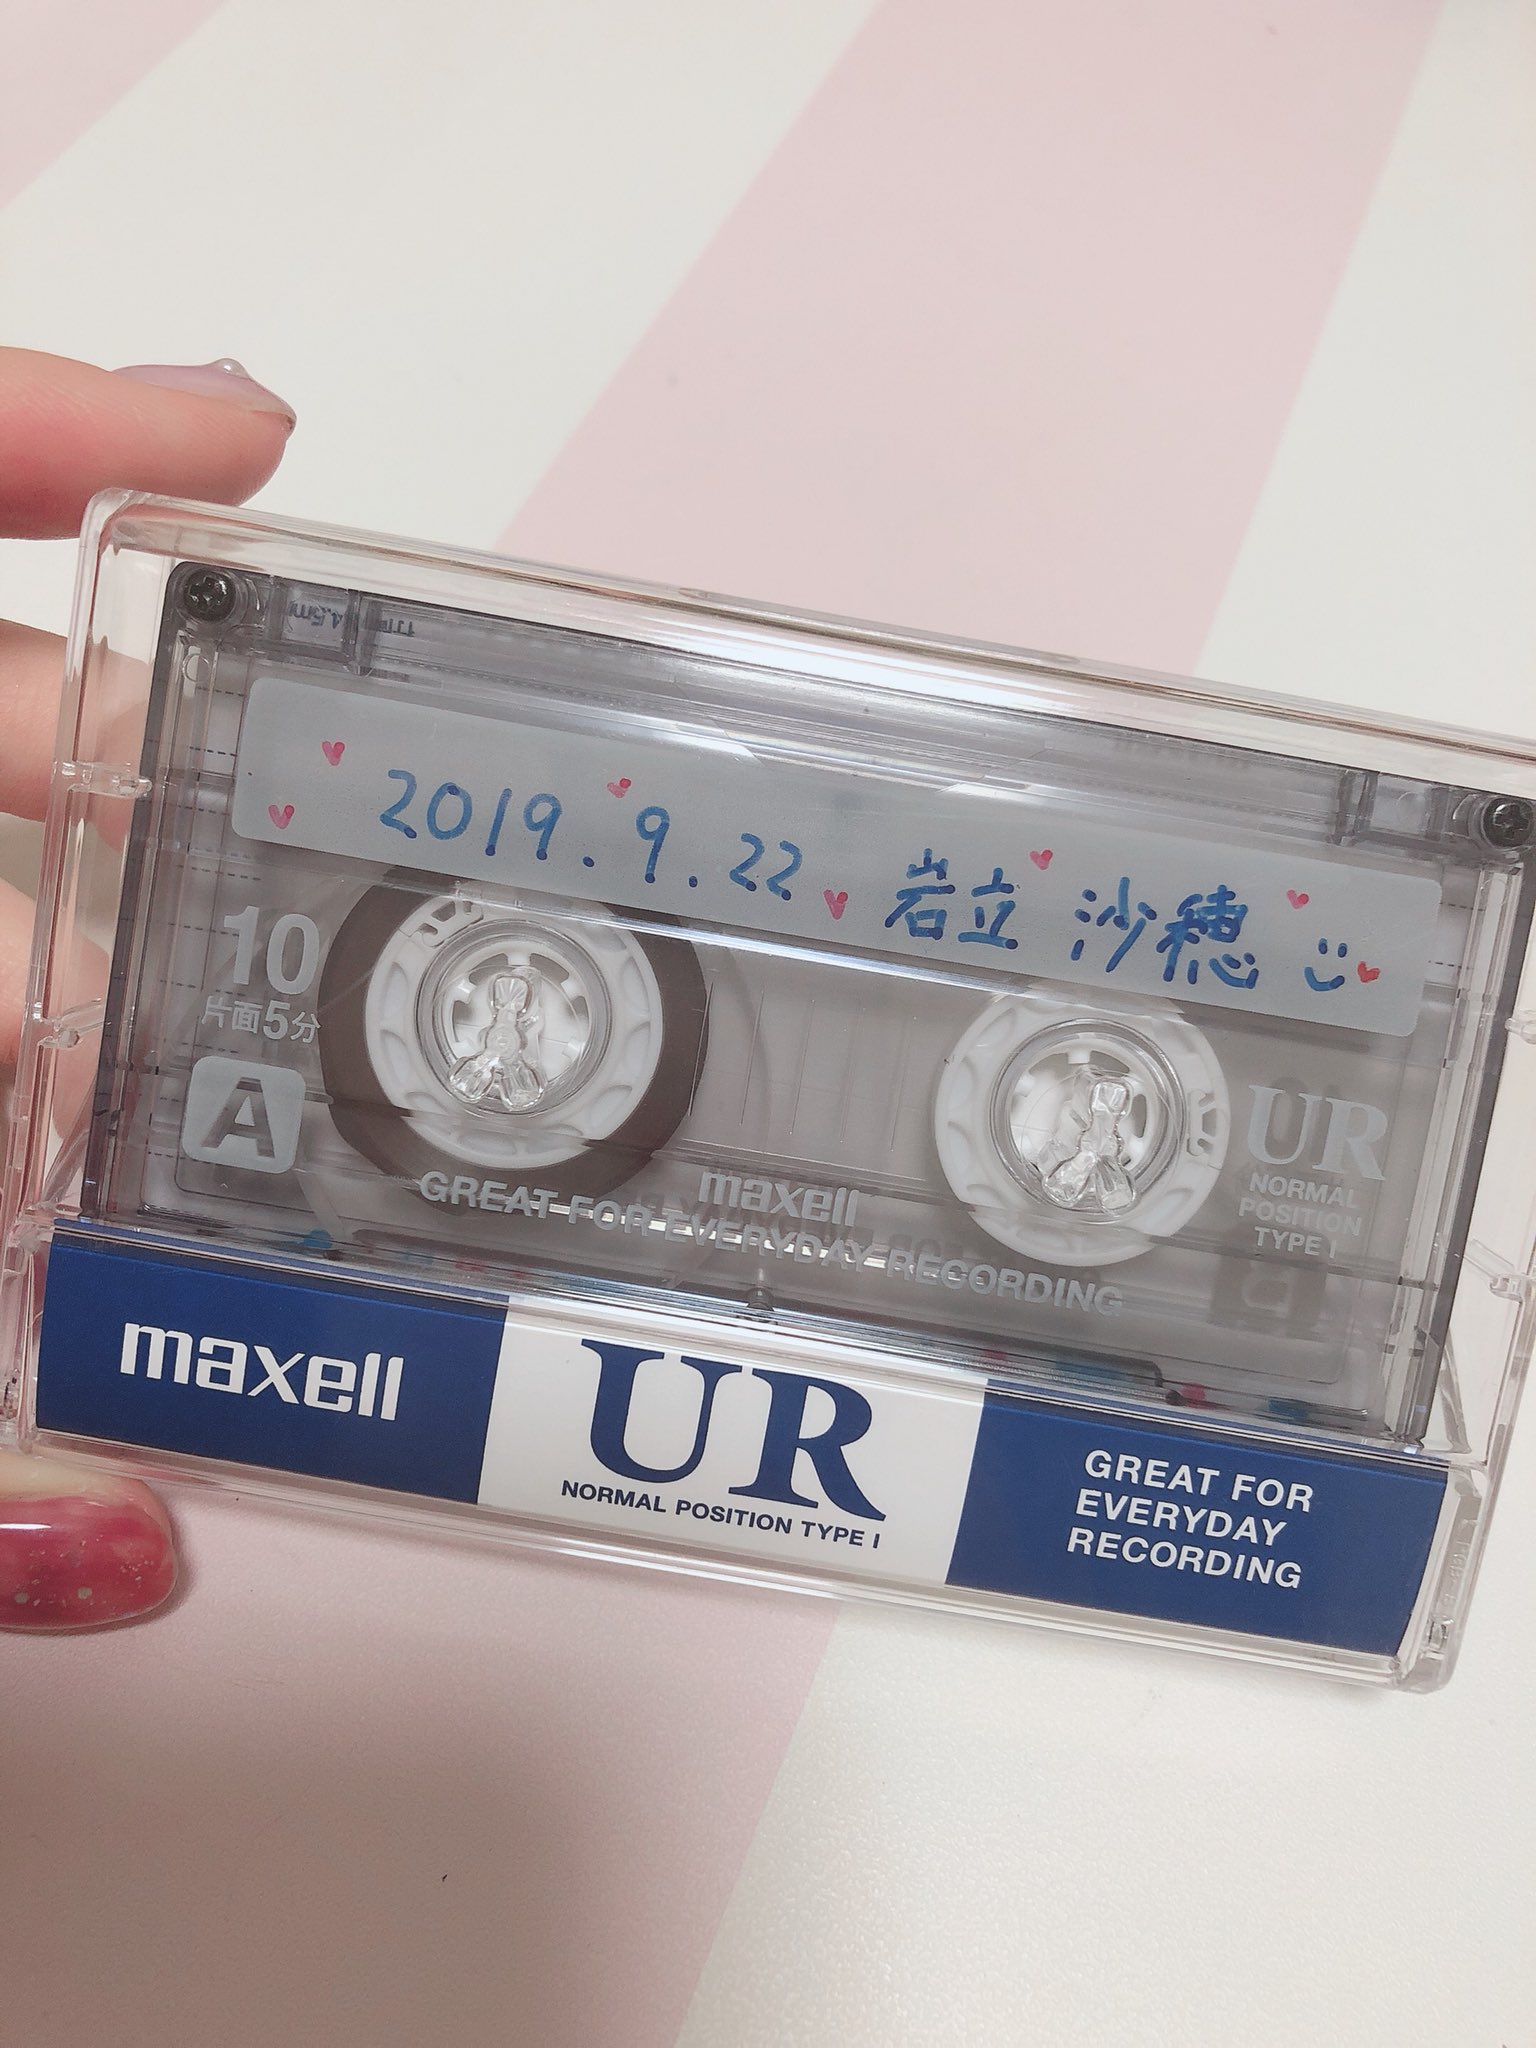 2019.9.22 岩立 沙穂
10
片面5分
A
UR
NORMAL
POSITION
TYPE I
maxell
GREAT FOR EVERYDAY RECORDING
maxell
UR
NORMAL POSITION TYPE I
GREAT FOR
EVERYDAY
RECORDING